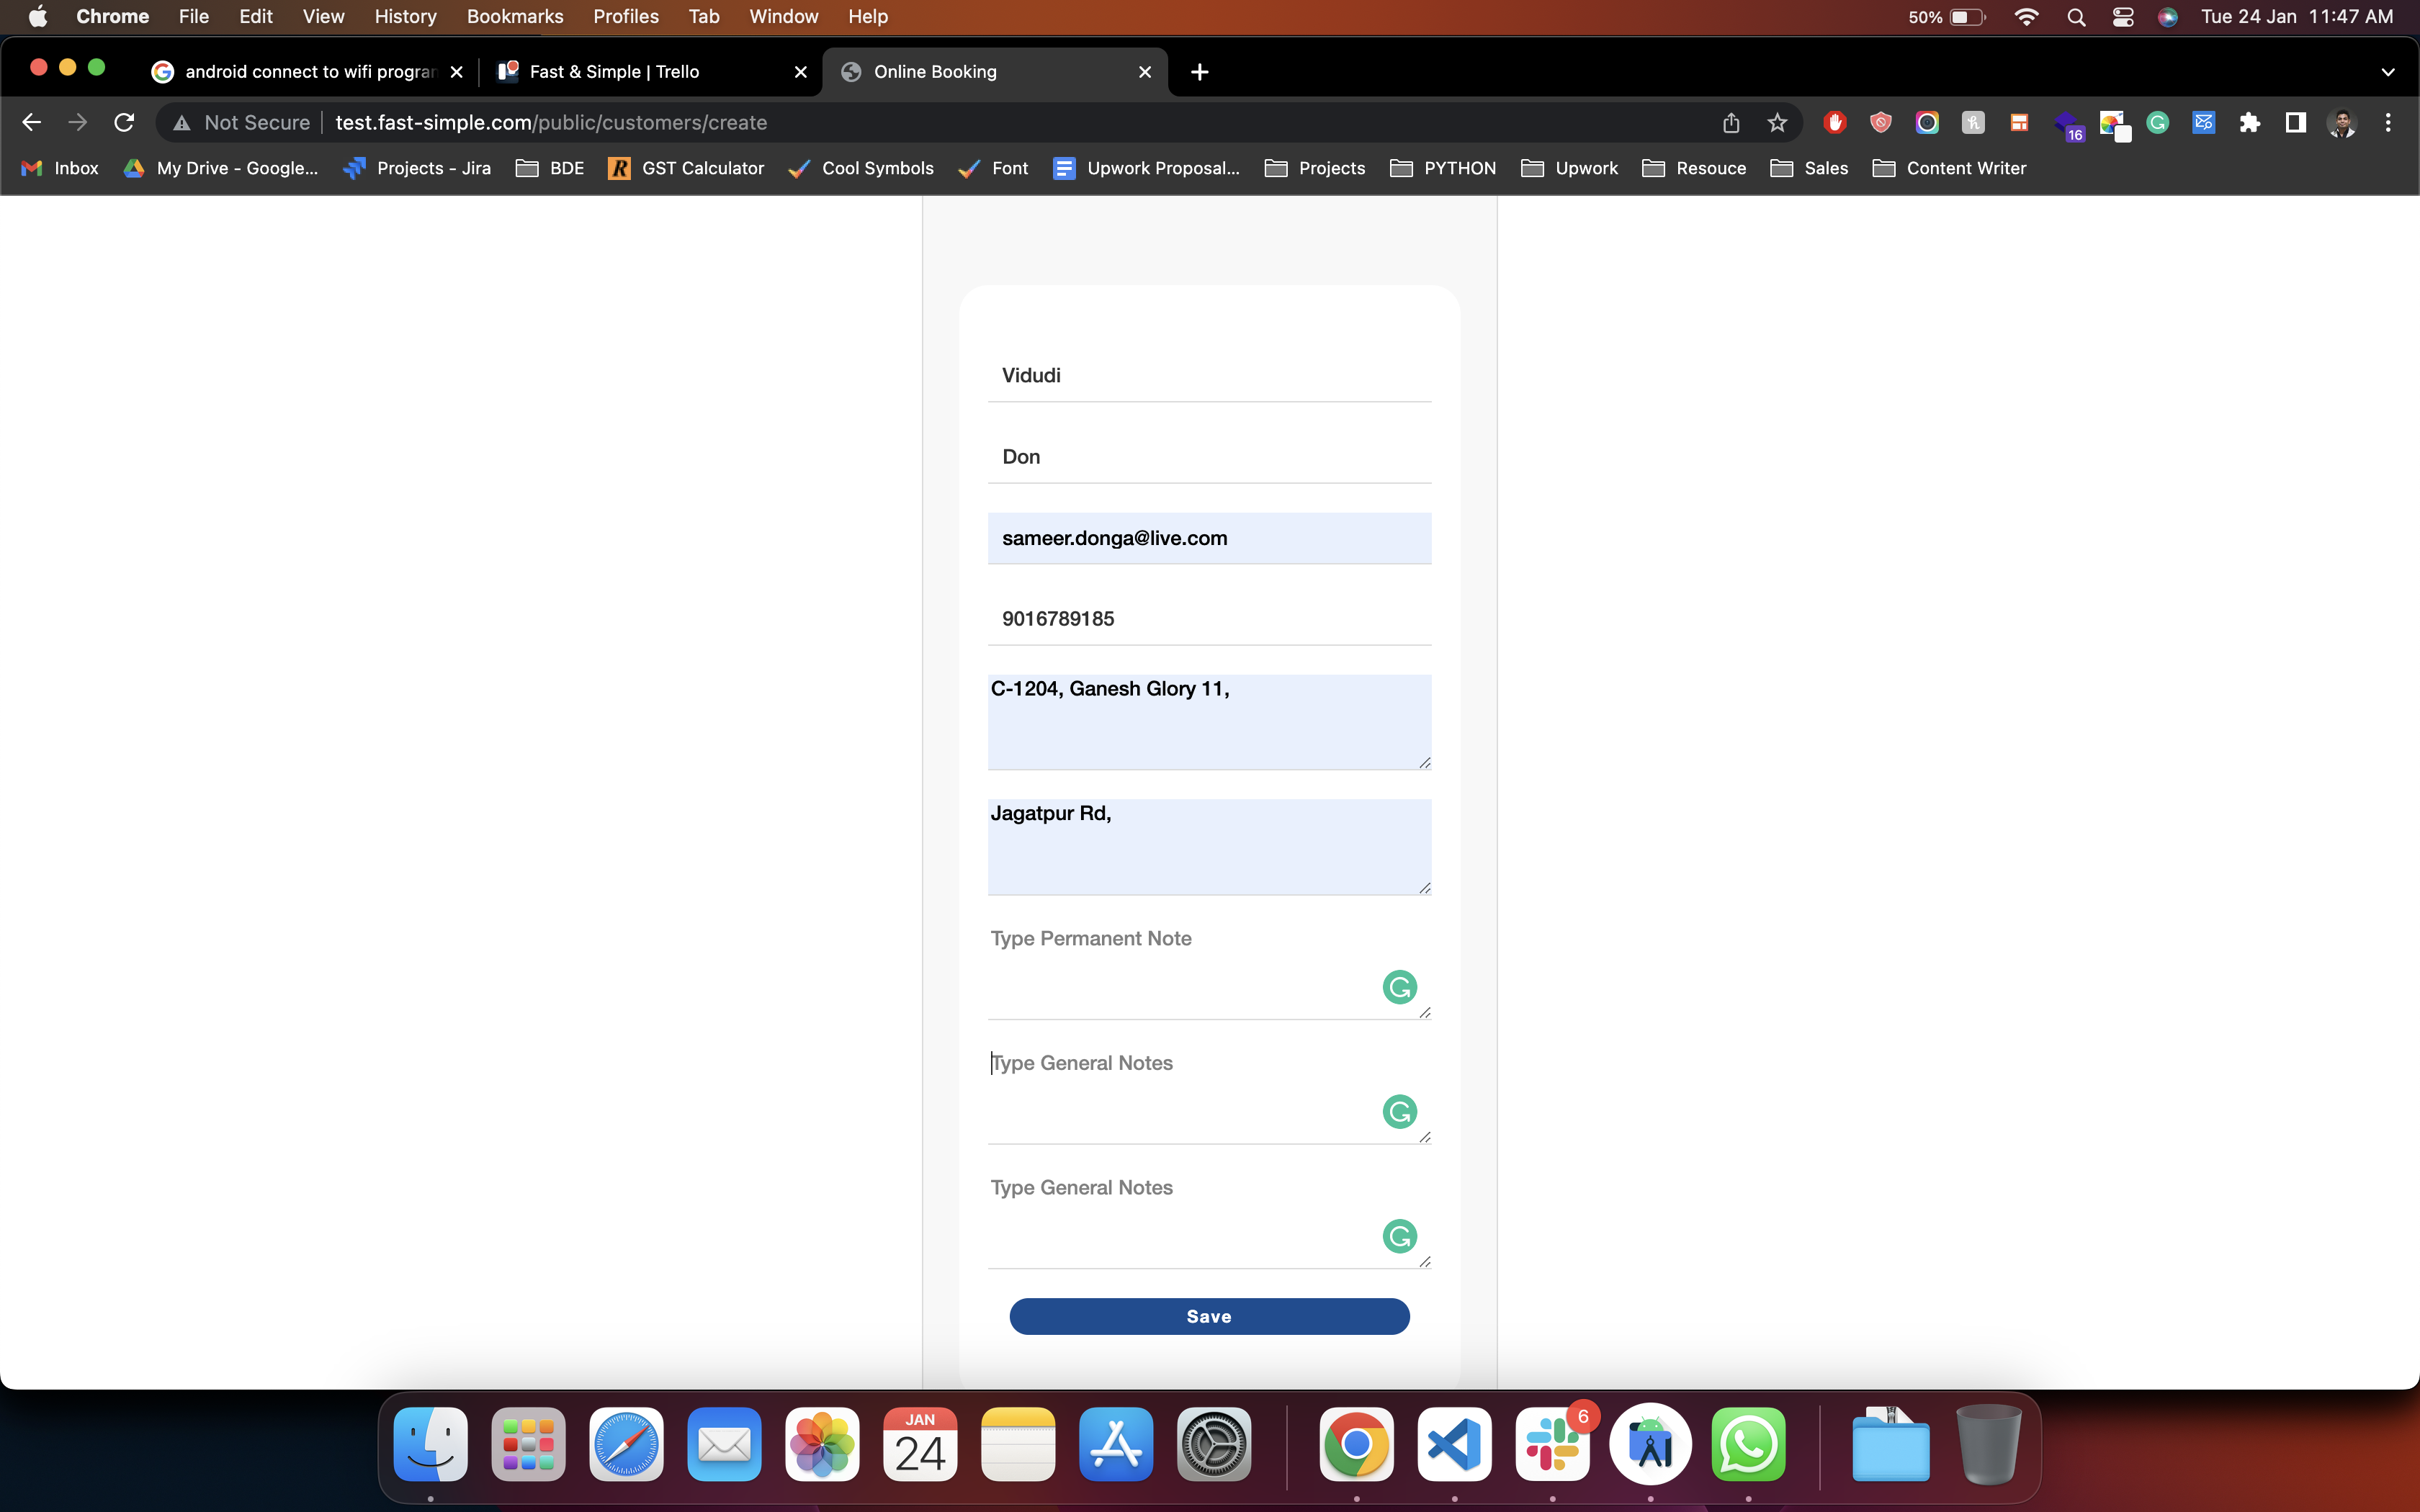 Chrome File Edit View History Bookmarks Profiles Tab Window Help 50% Tue 24 Jan 11:47 AM
android connect to wifi prograr Fast & Simple | Trello Online Booking
Not Secure test.fast-simple.com/public/customers/create 16
Inbox My Drive - Google... Projects - Jira BDE R GST Calculator Cool Symbols Font Upwork Proposal... Projects PYTHON Upwork Resouce Sales Content Writer
Vidudi
Don
sameer.donga@live.com
9016789185
C-1204, Ganesh Glory 11,
Jagatpur Rd,
Type Permanent Note
Type General Notes
Type General Notes
Save
JAN
24
6